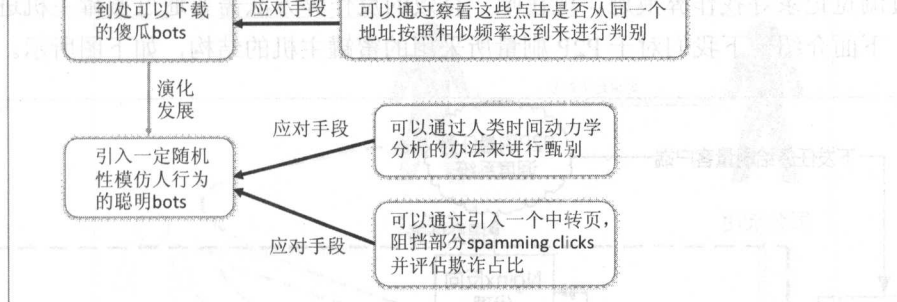 到处可以下载
的傻瓜bots
应对手段
可以通过察看这些点击是否从同一个
地址按照相似频率达到来进行判别
演化
发展
应对手段
可以通过人类时间动力学
分析的办法来进行甄别
引入一定随机
性模仿人行为
的聪明bots
应对手段
可以通过引入一个中转页,
阻挡部分spamming clicks
并评估欺诈占比